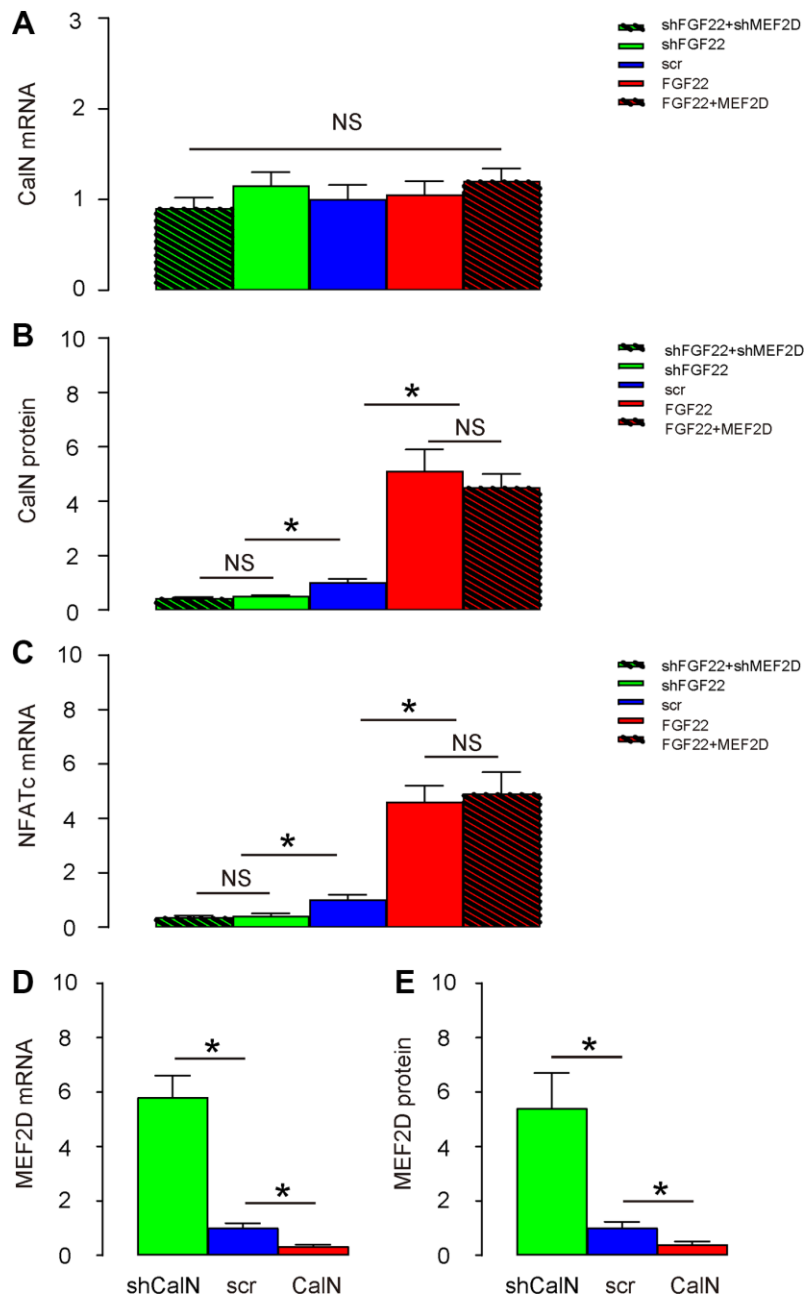 A
CalN mRNA
3
2
1
0
NS
shFGF22+shMEF2D
shFGF22
scr
FGF22
FGF22+MEF2D
B
CalN protein
10
8
6
4
2
0
NS
*
*
NS
shFGF22+shMEF2D
shFGF22
scr
FGF22
FGF22+MEF2D
C
NFATc mRNA
10
8
6
4
2
0
NS
*
*
NS
shFGF22+shMEF2D
shFGF22
scr
FGF22
FGF22+MEF2D
D
MEF2D mRNA
10
8
6
4
2
0
*
*
shCalN scr CalN
E
MEF2D protein
10
8
6
4
2
0
*
*
shCalN scr CalN